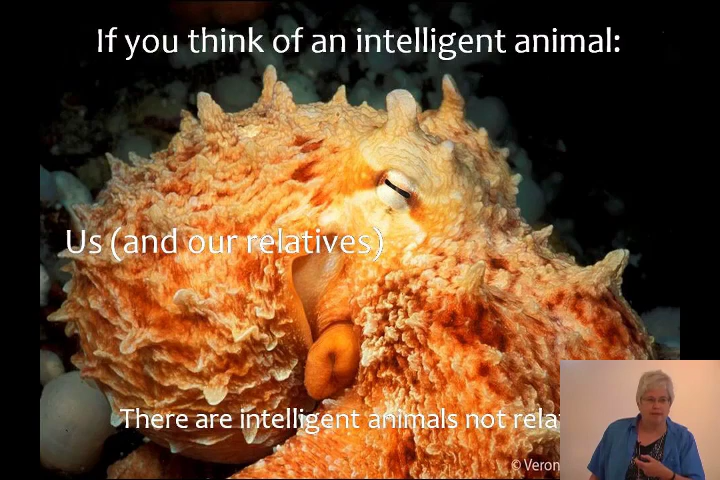 If you think of an intelligent animal:
Us (and our relatives)
There are intelligent animals not
©